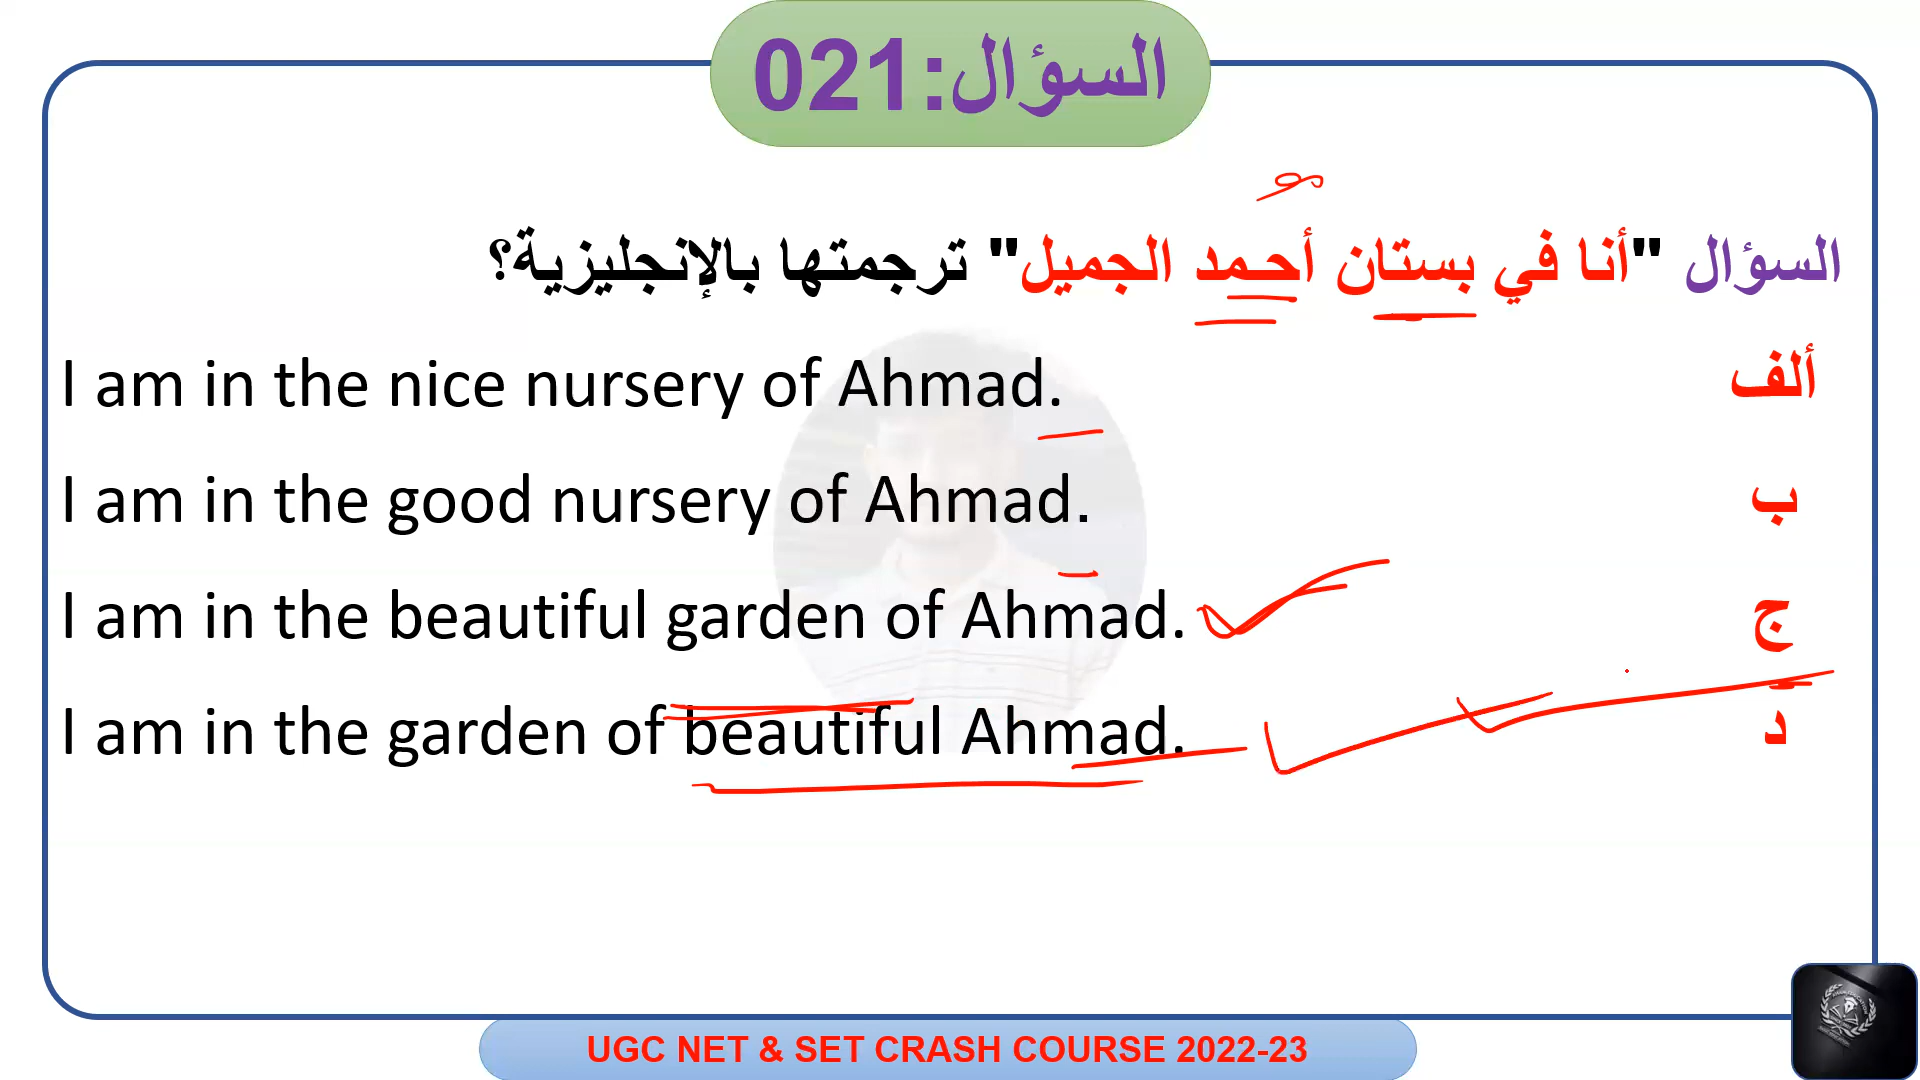 السؤال:021
السؤال "أنا في بستان أحمد الجميل" ترجمتها بالإنجليزية؟
ألف I am in the nice nursery of Ahmad.
ب I am in the good nursery of Ahmad.
ج I am in the beautiful garden of Ahmad.
د I am in the garden of beautiful Ahmad.
UGC NET & SET CRASH COURSE 2022-23